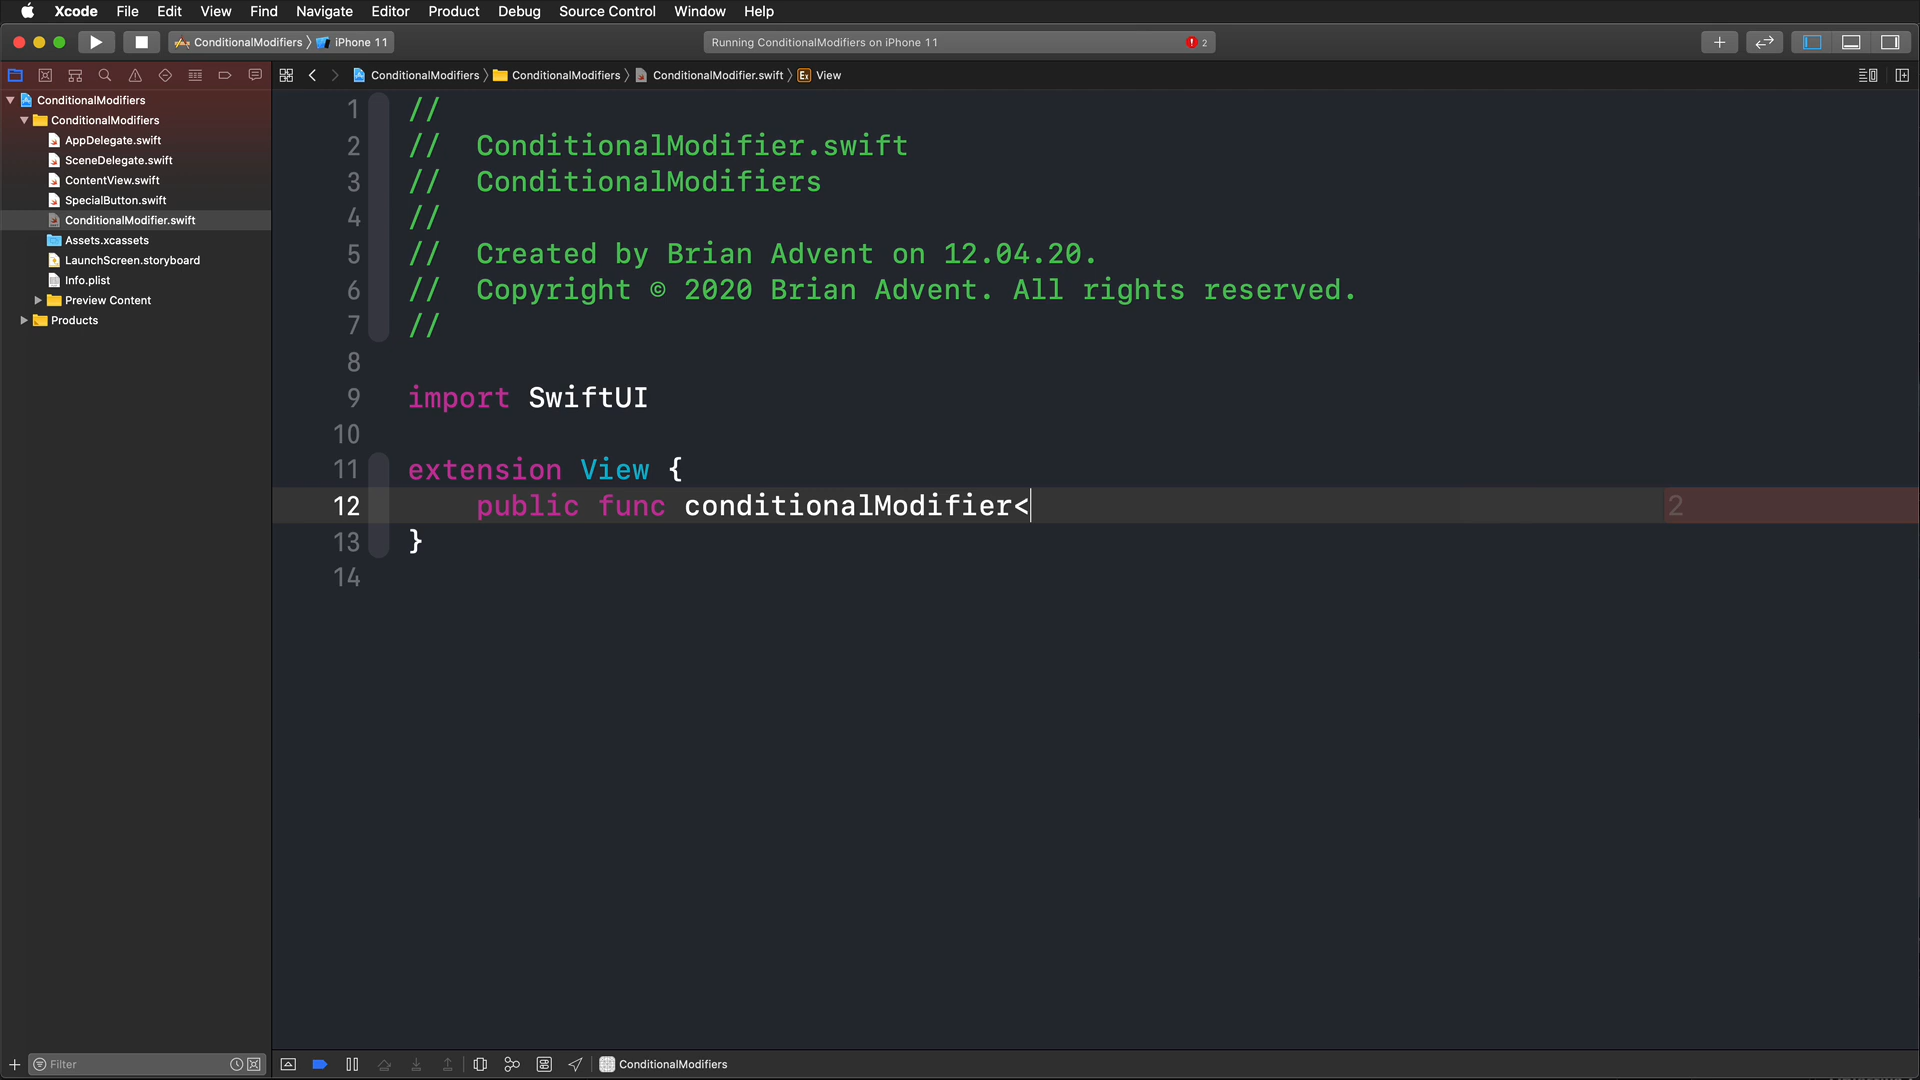 Xcode File Edit View Find Navigate Editor Product Debug Source Control Window Help
ConditionalModifiers iPhone 11
Running ConditionalModifiers on iPhone 11 2
ConditionalModifiers ConditionalModifiers ConditionalModifier.swift Ex View
ConditionalModifiers
ConditionalModifiers
AppDelegate.swift
SceneDelegate.swift
ContentView.swift
SpecialButton.swift
ConditionalModifier.swift
Assets.xcassets
LaunchScreen.storyboard
Info.plist
Preview Content
Products
1 //
2 // ConditionalModifier.swift
3 // ConditionalModifiers
4 //
5 // Created by Brian Advent on 12.04.20.
6 // Copyright © 2020 Brian Advent. All rights reserved.
7 //
8
9 import SwiftUI
10
11 extension View {
12 public func conditionalModifier< 2
13 }
14
Filter
ConditionalModifiers